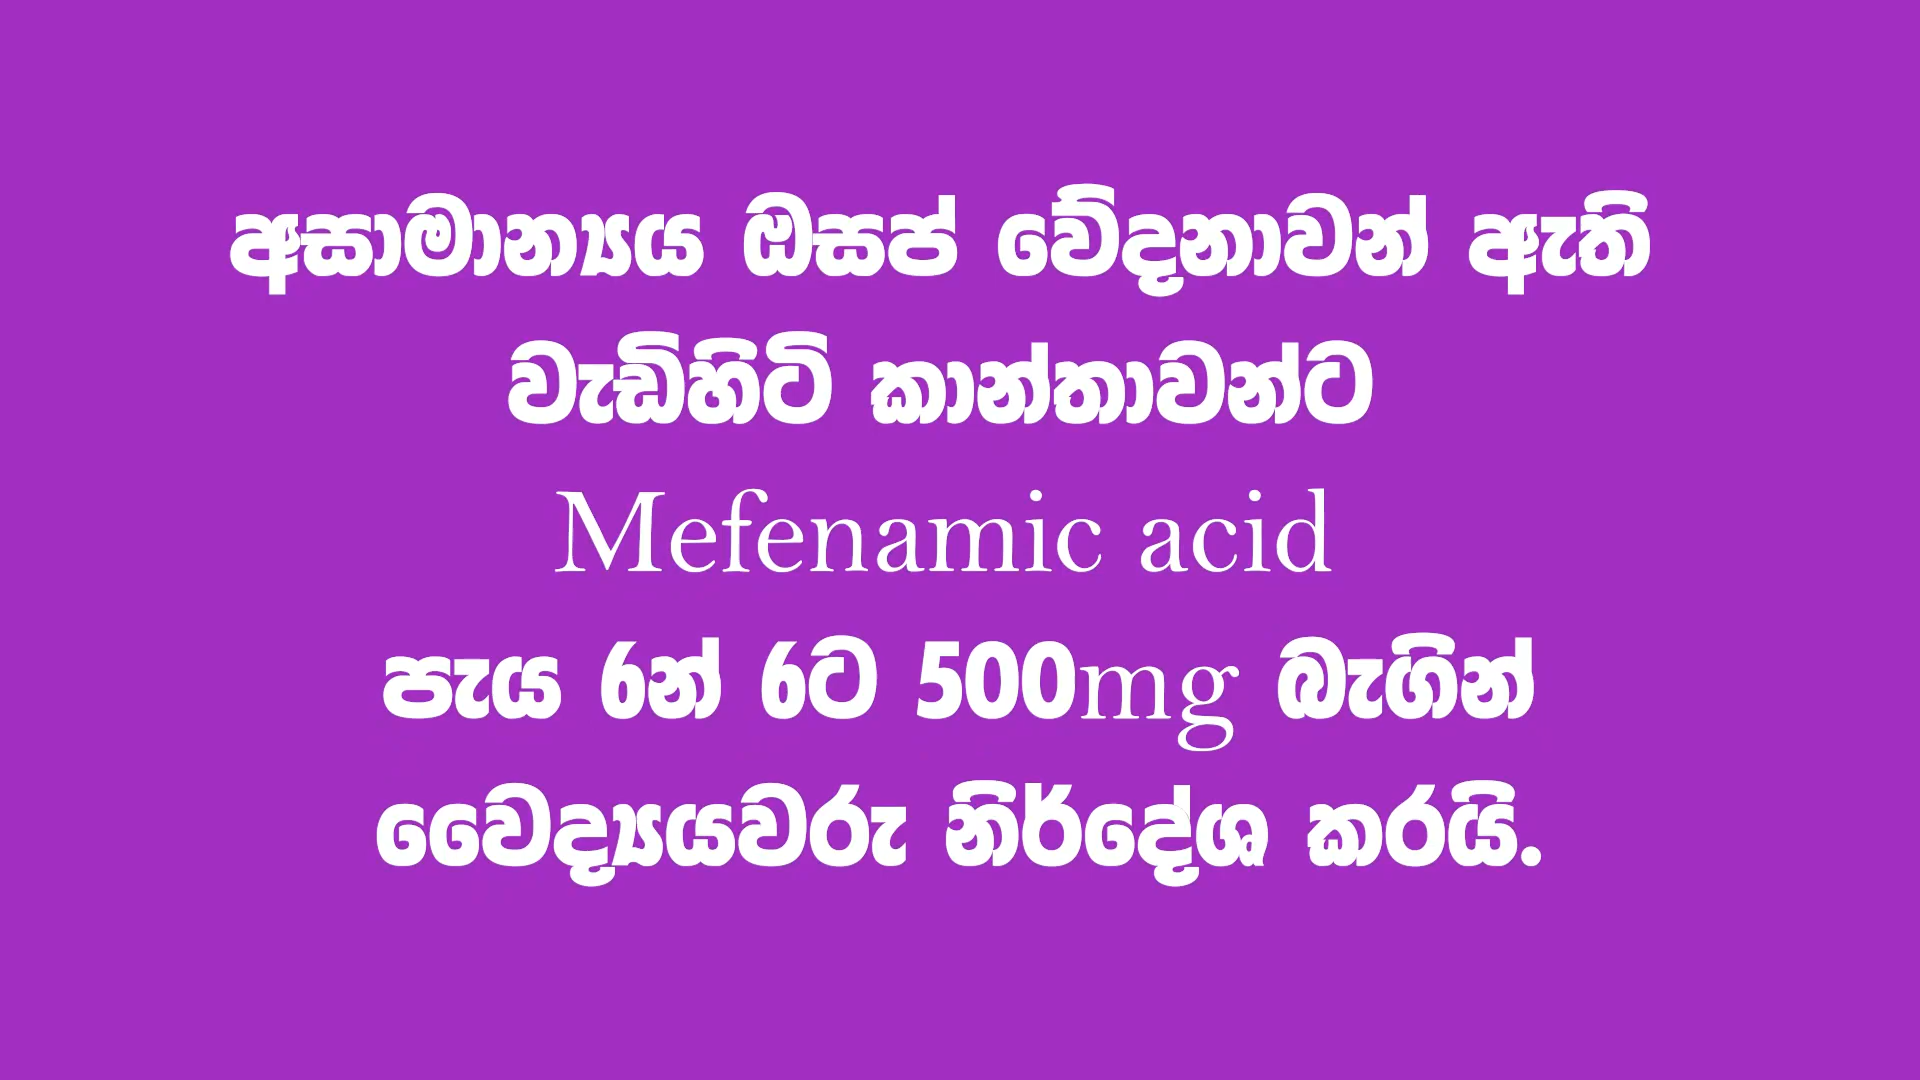 අසාමාන්‍යය ඔසප් වේදනාවන් ඇති
වැඩිහිටි කාන්තාවන්ට
Mefenamic acid
පැය 6න් 6ට 500mg බැගින්
වෛද්‍යයවරු නිර්දේශ කරයි.